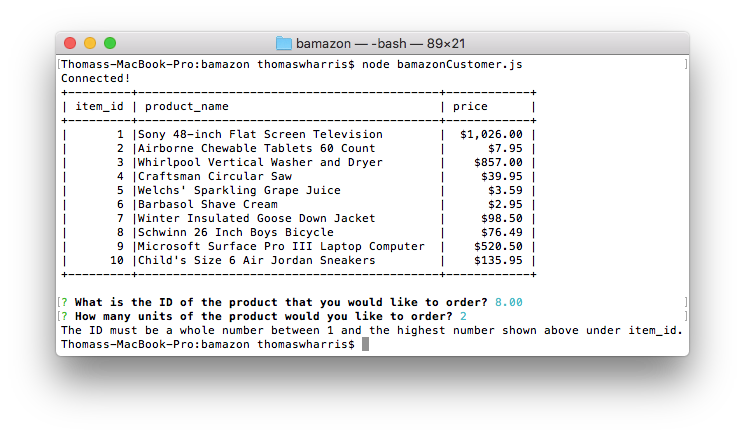 bamazon — -bash — 89×21
[Thomass-MacBook-Pro:bamazon thomaswharris$ node bamazonCustomer.js ]
Connected!
+---------+------------------------------------------+------------+
| item_id | product_name | price |
+---------+------------------------------------------+------------+
| 1 |Sony 48-inch Flat Screen Television | $1,026.00 |
| 2 |Airborne Chewable Tablets 60 Count | $7.95 |
| 3 |Whirlpool Vertical Washer and Dryer | $857.00 |
| 4 |Craftsman Circular Saw | $39.95 |
| 5 |Welchs' Sparkling Grape Juice | $3.59 |
| 6 |Barbasol Shave Cream | $2.95 |
| 7 |Winter Insulated Goose Down Jacket | $98.50 |
| 8 |Schwinn 26 Inch Boys Bicycle | $76.49 |
| 9 |Microsoft Surface Pro III Laptop Computer | $520.50 |
| 10 |Child's Size 6 Air Jordan Sneakers | $135.95 |
+---------+------------------------------------------+------------+
[? What is the ID of the product that you would like to order? 8.00 ]
[? How many units of the product would you like to order? 2 ]
The ID must be a whole number between 1 and the highest number shown above under item_id.
Thomass-MacBook-Pro:bamazon thomaswharris$